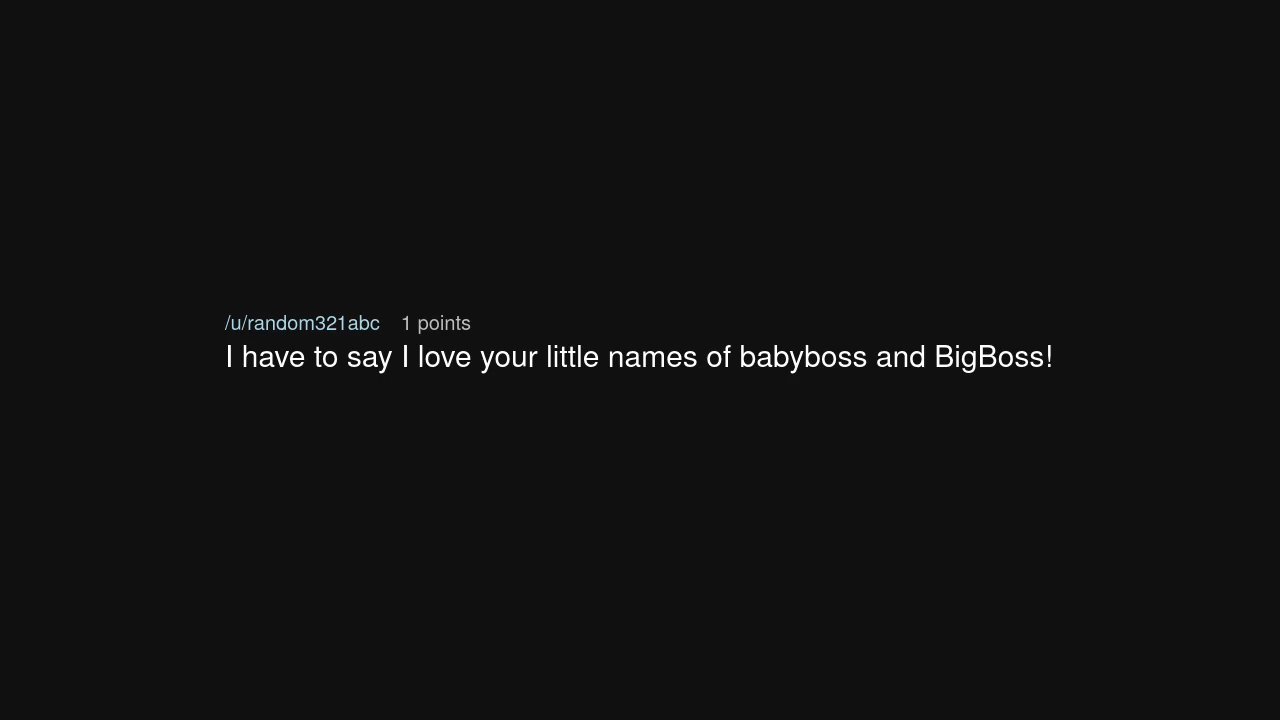 /u/random321abc 1 points
I have to say I love your little names of babyboss and BigBoss!